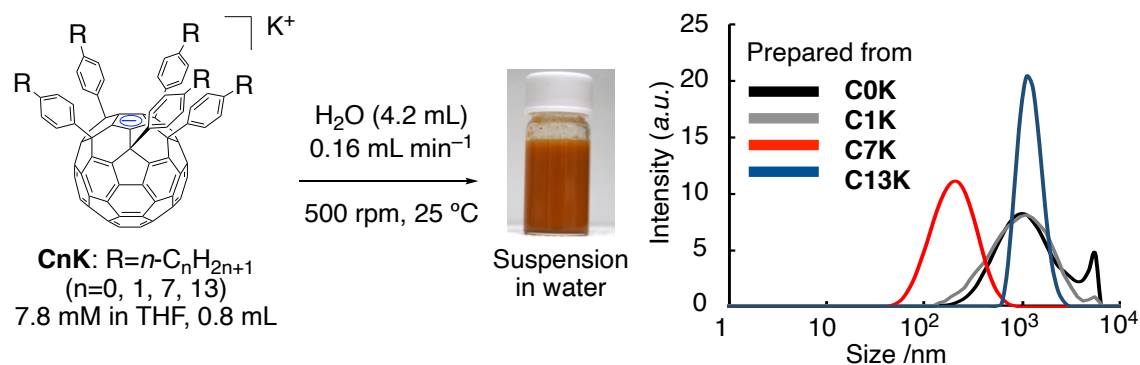 R
R
R
R
R
K⁺
−
CnK: R=n-CₙH₂ₙ₊₁
(n=0, 1, 7, 13)
7.8 mM in THF, 0.8 mL
H₂O (4.2 mL)
0.16 mL min⁻¹
500 rpm, 25 ºC
Suspension
in water
Intensity (a.u.)
25
20
15
10
5
0
Prepared from
C0K
C1K
C7K
C13K
1 10 10² 10³ 10⁴
Size /nm